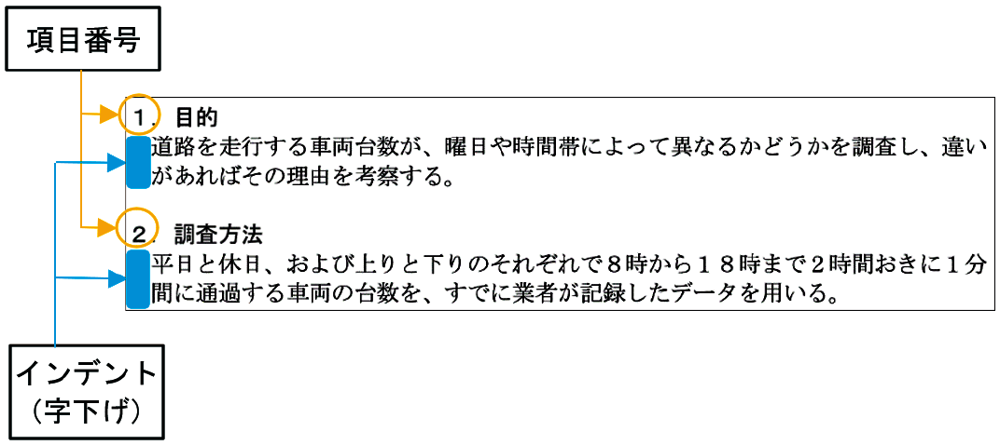 項目番号
１．目的
道路を走行する車両台数が、曜日や時間帯によって異なるかどうかを調査し、違い
があればその理由を考察する。
２．調査方法
平日と休日、および上りと下りのそれぞれで８時から１８時まで２時間おきに１分
間に通過する車両の台数を、すでに業者が記録したデータを用いる。
インデント
（字下げ）